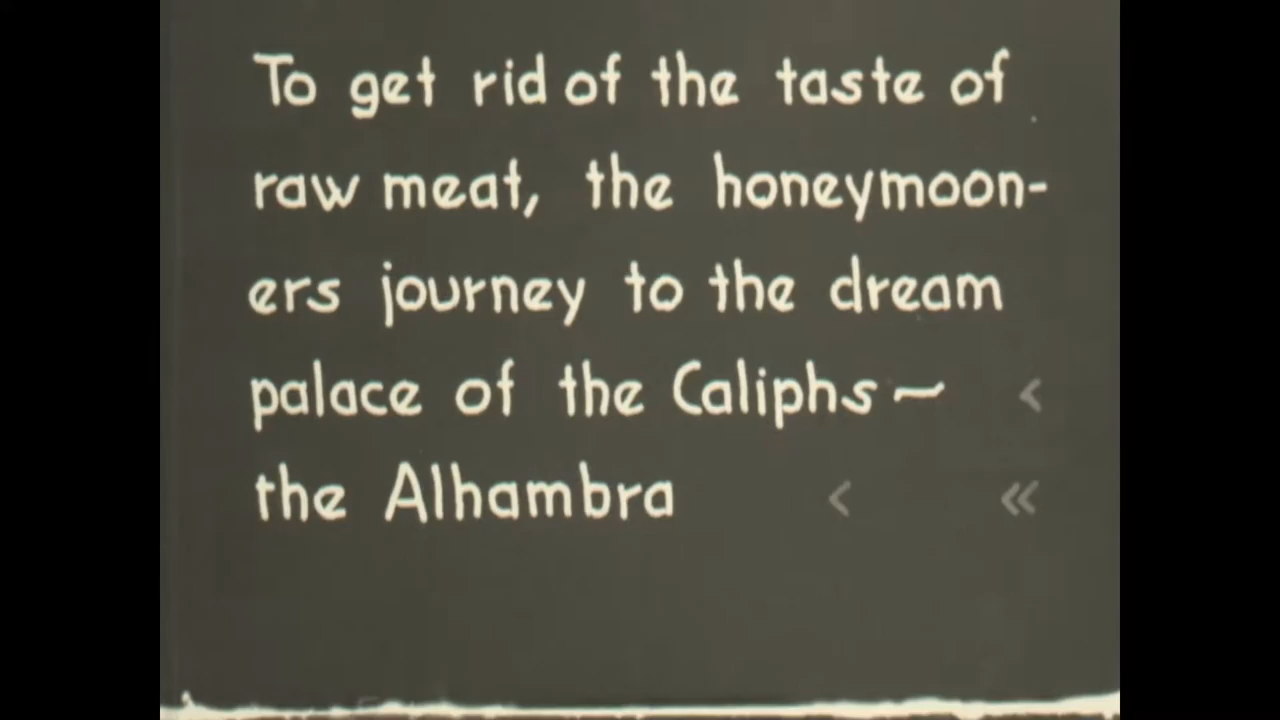 To get rid of the taste of
raw meat, the honeymoon-
ers journey to the dream
palace of the Caliphs ~ <
the Alhambra < «